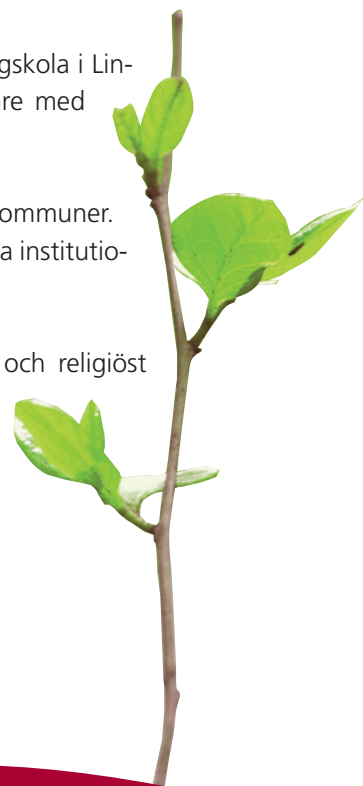 gskola i Lin-
re med
ommuner.
a institutio-
och religiöst